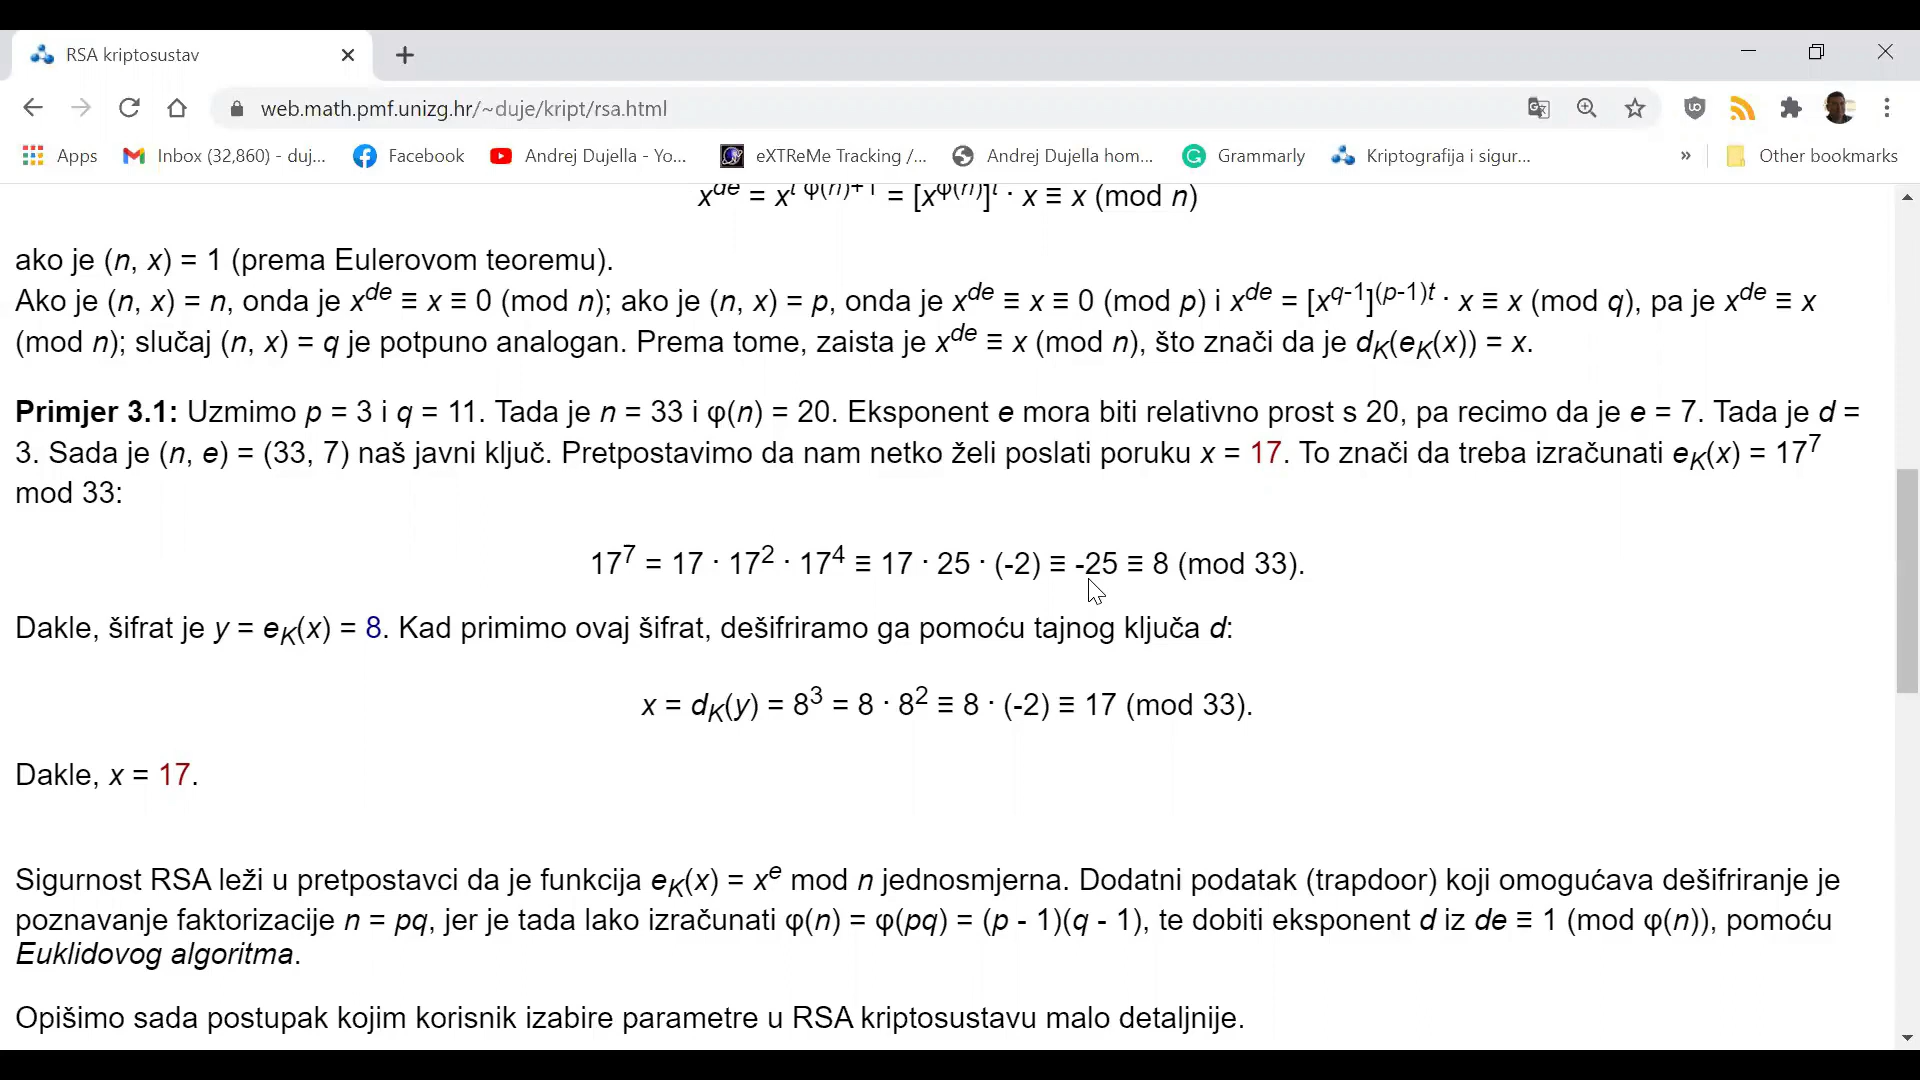 RSA kriptosustav
web.math.pmf.unizg.hr/~duje/kript/rsa.html
Apps Inbox (32,860) - duj... Facebook Andrej Dujella - Yo... eXTReMe Tracking /... Andrej Dujella hom... Grammarly Kriptografija i sigur... » Other bookmarks
x^de = x^t φ(n)+1 = [x^φ(n)]^t · x ≡ x (mod n)
ako je (n, x) = 1 (prema Eulerovom teoremu).
Ako je (n, x) = n, onda je x^de ≡ x ≡ 0 (mod n); ako je (n, x) = p, onda je x^de ≡ x ≡ 0 (mod p) i x^de = [x^q-1]^(p-1)t · x ≡ x (mod q), pa je x^de ≡ x
(mod n); slučaj (n, x) = q je potpuno analogan. Prema tome, zaista je x^de ≡ x (mod n), što znači da je d_K(e_K(x)) = x.
Primjer 3.1: Uzmimo p = 3 i q = 11. Tada je n = 33 i φ(n) = 20. Eksponent e mora biti relativno prost s 20, pa recimo da je e = 7. Tada je d =
3. Sada je (n, e) = (33, 7) naš javni ključ. Pretpostavimo da nam netko želi poslati poruku x = 17. To znači da treba izračunati e_K(x) = 17^7
mod 33:
17^7 = 17 · 17^2 · 17^4 ≡ 17 · 25 · (-2) ≡ -25 ≡ 8 (mod 33).
Dakle, šifrat je y = e_K(x) = 8. Kad primimo ovaj šifrat, dešifriramo ga pomoću tajnog ključa d:
x = d_K(y) = 8^3 = 8 · 8^2 ≡ 8 · (-2) ≡ 17 (mod 33).
Dakle, x = 17.
Sigurnost RSA leži u pretpostavci da je funkcija e_K(x) = x^e mod n jednosmjerna. Dodatni podatak (trapdoor) koji omogućava dešifriranje je
poznavanje faktorizacije n = pq, jer je tada lako izračunati φ(n) = φ(pq) = (p - 1)(q - 1), te dobiti eksponent d iz de ≡ 1 (mod φ(n)), pomoću
Euklidovog algoritma.
Opišimo sada postupak kojim korisnik izabire parametre u RSA kriptosustavu malo detaljnije.